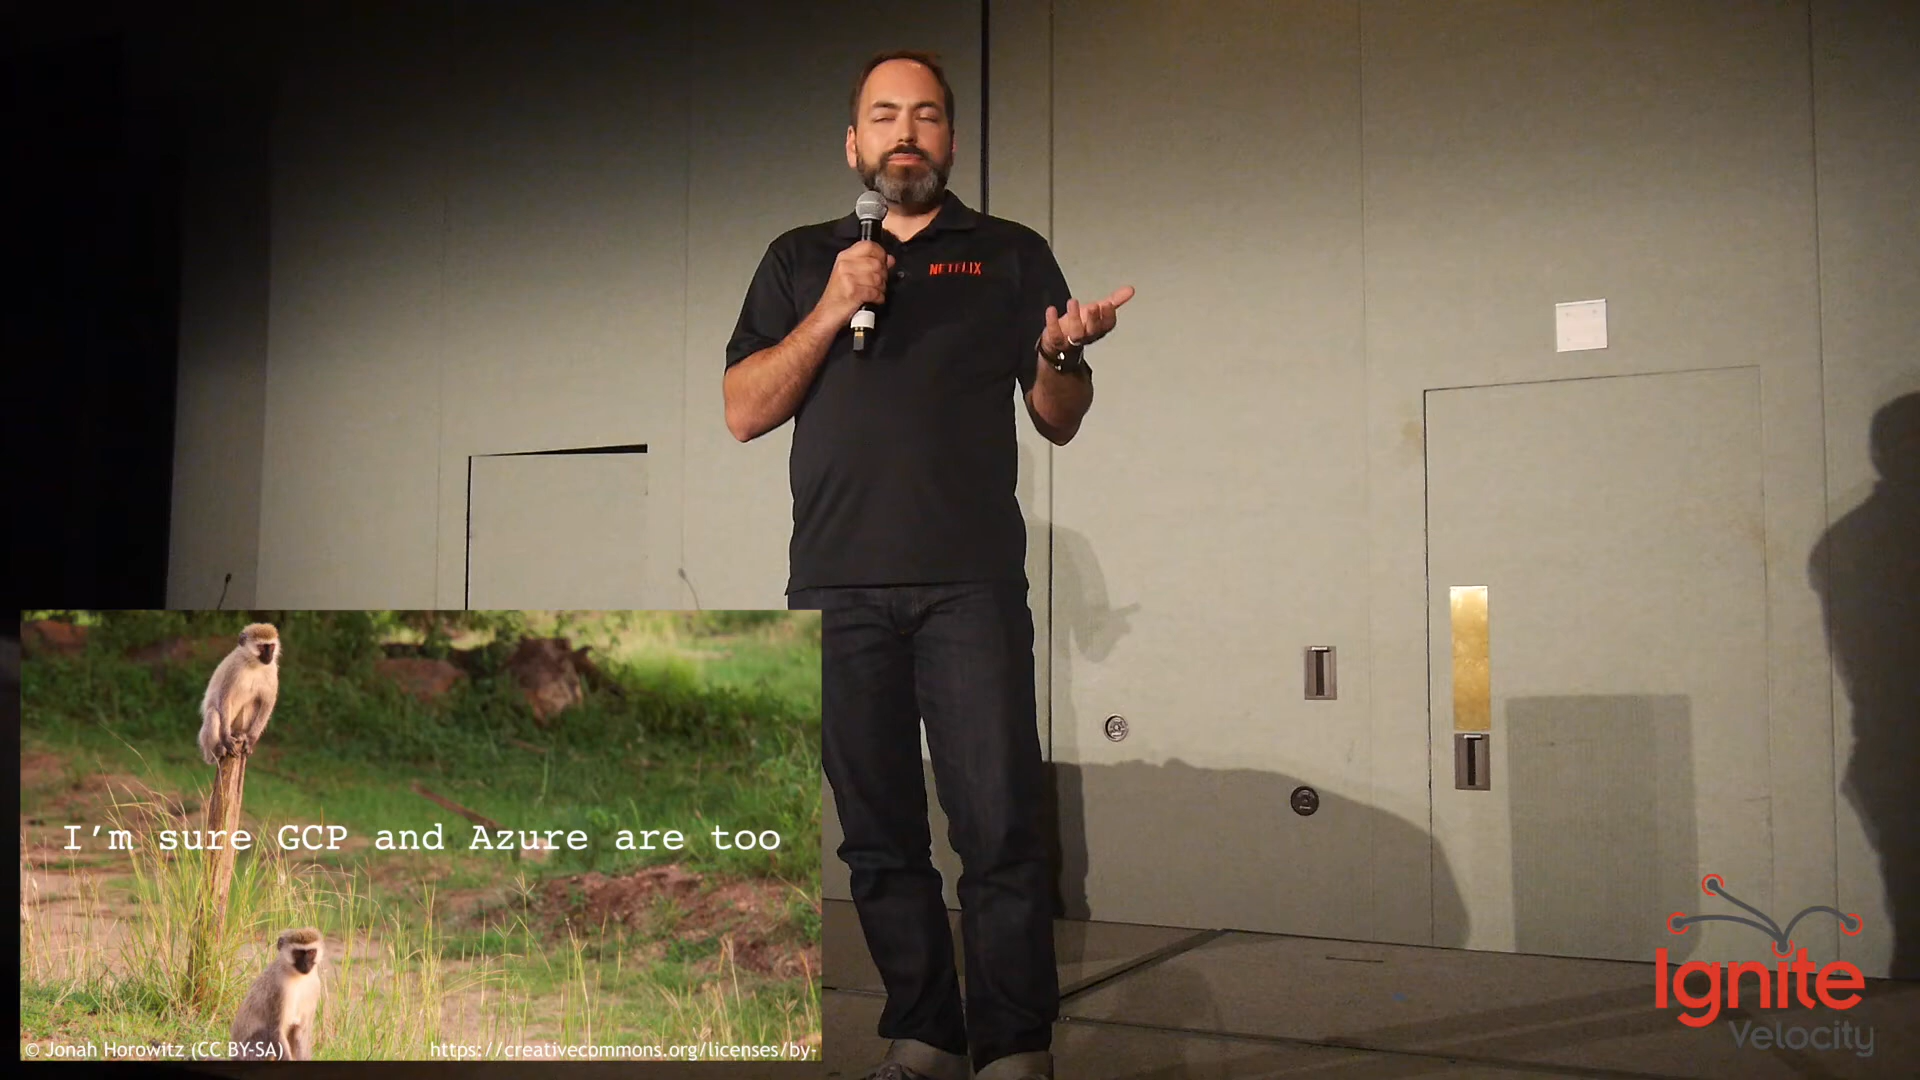 NETFLIX
I'm sure GCP and Azure are too
© Jonah Horowitz (CC BY-SA)
https://creativecommons.org/licenses/by-
Ignite
Velocity